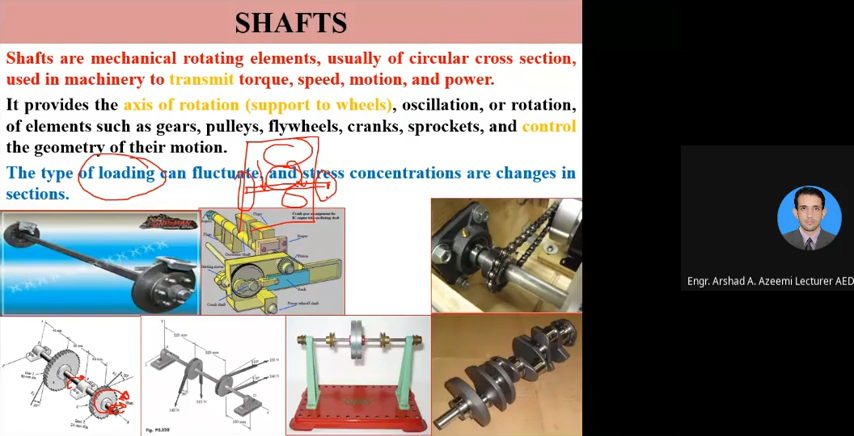 SHAFTS
Shafts are mechanical rotating elements, usually of circular cross section,
used in machinery to transmit torque, speed, motion, and power.
It provides the axis of rotation (support to wheels), oscillation, or rotation,
of elements such as gears, pulleys, flywheels, cranks, sprockets, and control
the geometry of their motion.
The type of loading can fluctuate, and stress concentrations are changes in
sections.
Engr. Arshad A. Azeemi Lecturer AED